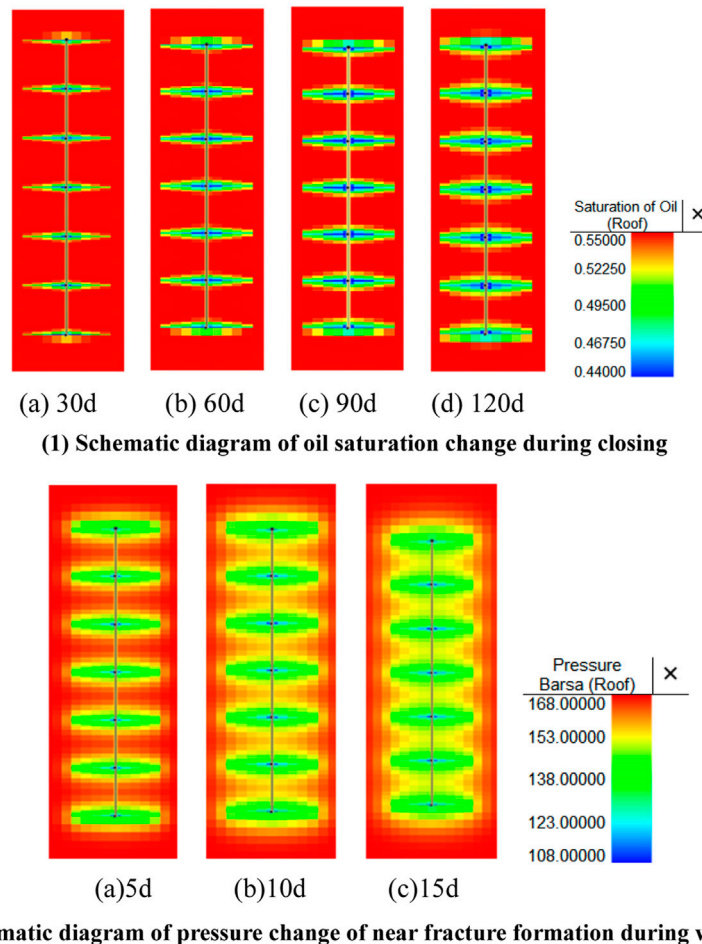 Saturation of Oil
(Roof)
×
0.55000
0.52250
0.49500
0.46750
0.44000
(a) 30d (b) 60d (c) 90d (d) 120d
(1) Schematic diagram of oil saturation change during closing
Pressure
Barsa (Roof)
×
168.00000
153.00000
138.00000
123.00000
108.00000
(a)5d (b)10d (c)15d
diagram of pressure change of near fracture formation during